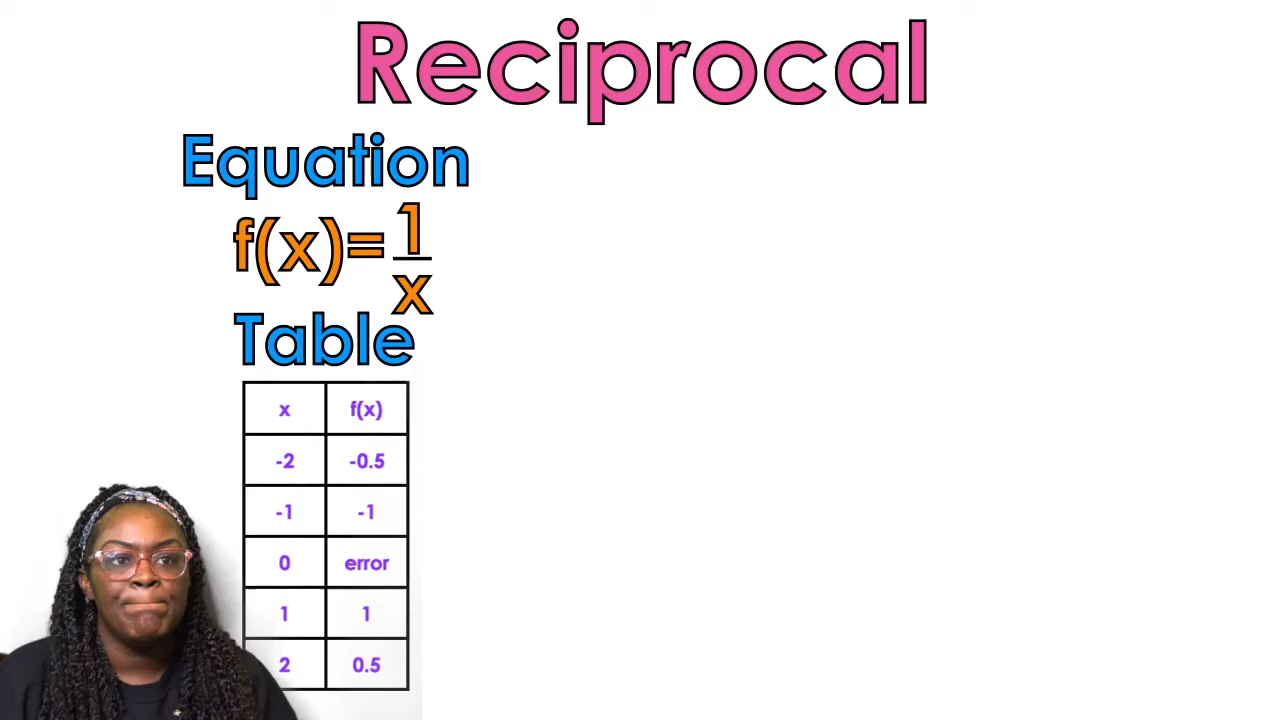 Reciprocal
Equation
f(x)=1/x
Table
x f(x)
-2 -0.5
-1 -1
0 error
1 1
2 0.5